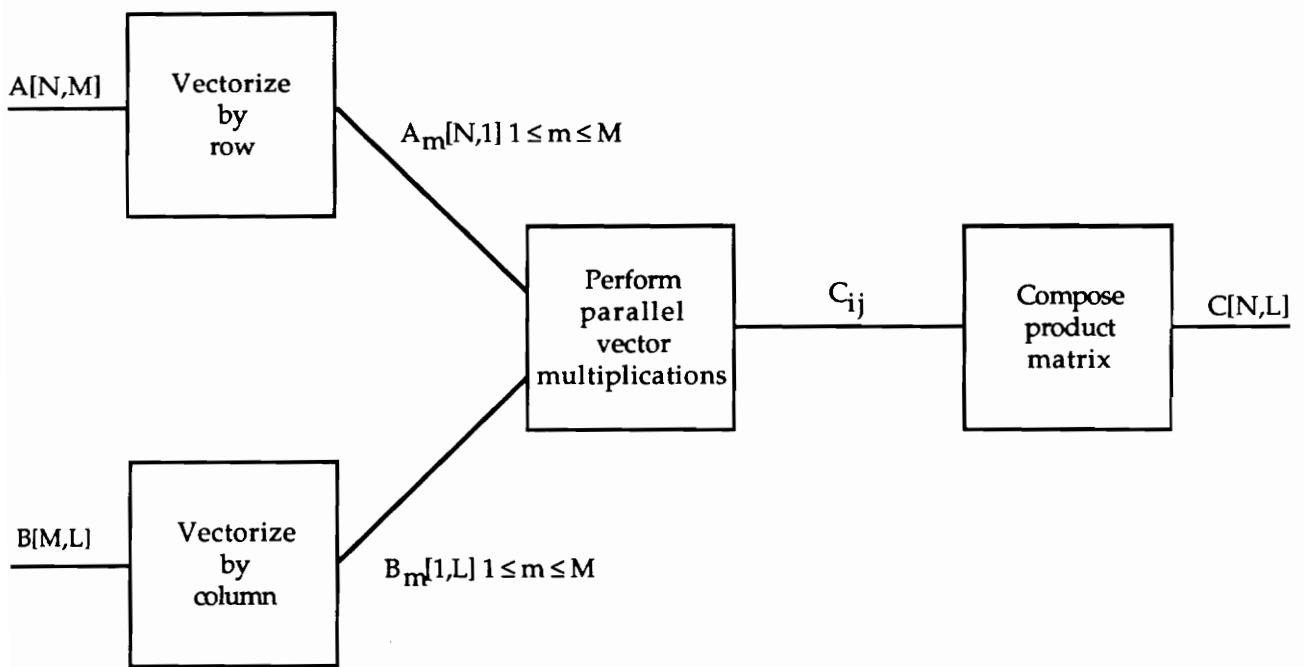 A[N,M]
Vectorize
by
row
Am[N,1] 1 ≤ m ≤ M
Perform
parallel
vector
multiplications
Cij
Compose
product
matrix
C[N,L]
B[M,L]
Vectorize
by
column
Bm[1,L] 1 ≤ m ≤ M